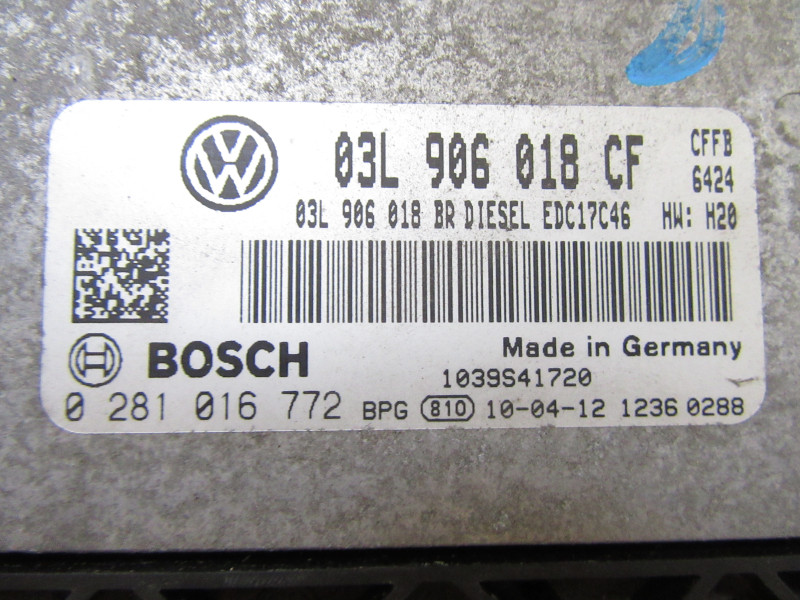 03L 906 018 CF CFFB
6424
03L 906 018 BR DIESEL EDC17C46 HW: H20
BOSCH
Made in Germany
1039S41720
0 281 016 772 BPG 810 10-04-12 1236 0288